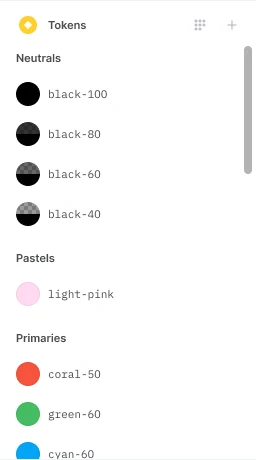 Tokens
Neutrals
black-100
black-80
black-60
black-40
Pastels
light-pink
Primaries
coral-50
green-60
cyan-60